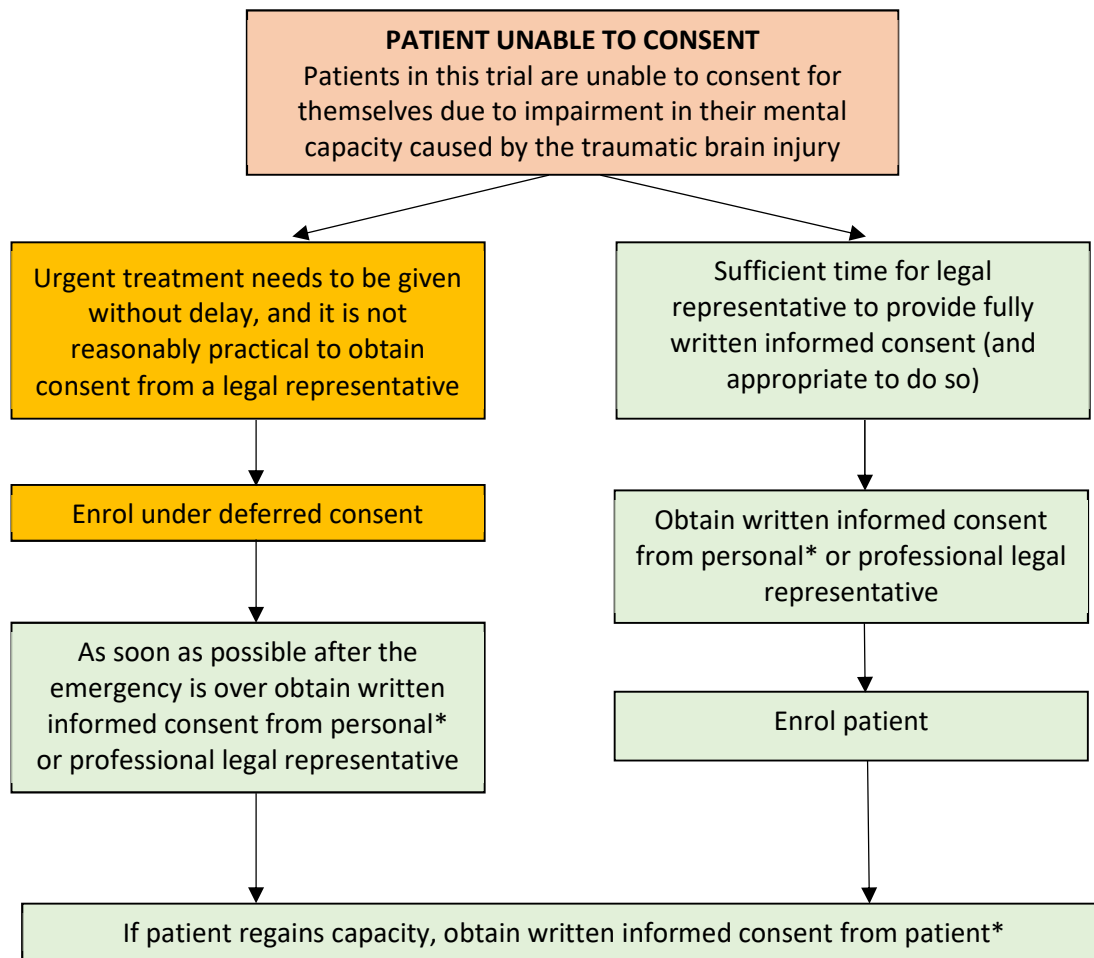 PATIENT UNABLE TO CONSENT
Patients in this trial are unable to consent for
themselves due to impairment in their mental
capacity caused by the traumatic brain injury
Urgent treatment needs to be given
without delay, and it is not
reasonably practical to obtain
consent from a legal representative
Enrol under deferred consent
As soon as possible after the
emergency is over obtain written
informed consent from personal*
or professional legal representative
Sufficient time for legal
representative to provide fully
written informed consent (and
appropriate to do so)
Obtain written informed consent
from personal* or professional legal
representative
Enrol patient
If patient regains capacity, obtain written informed consent from patient*